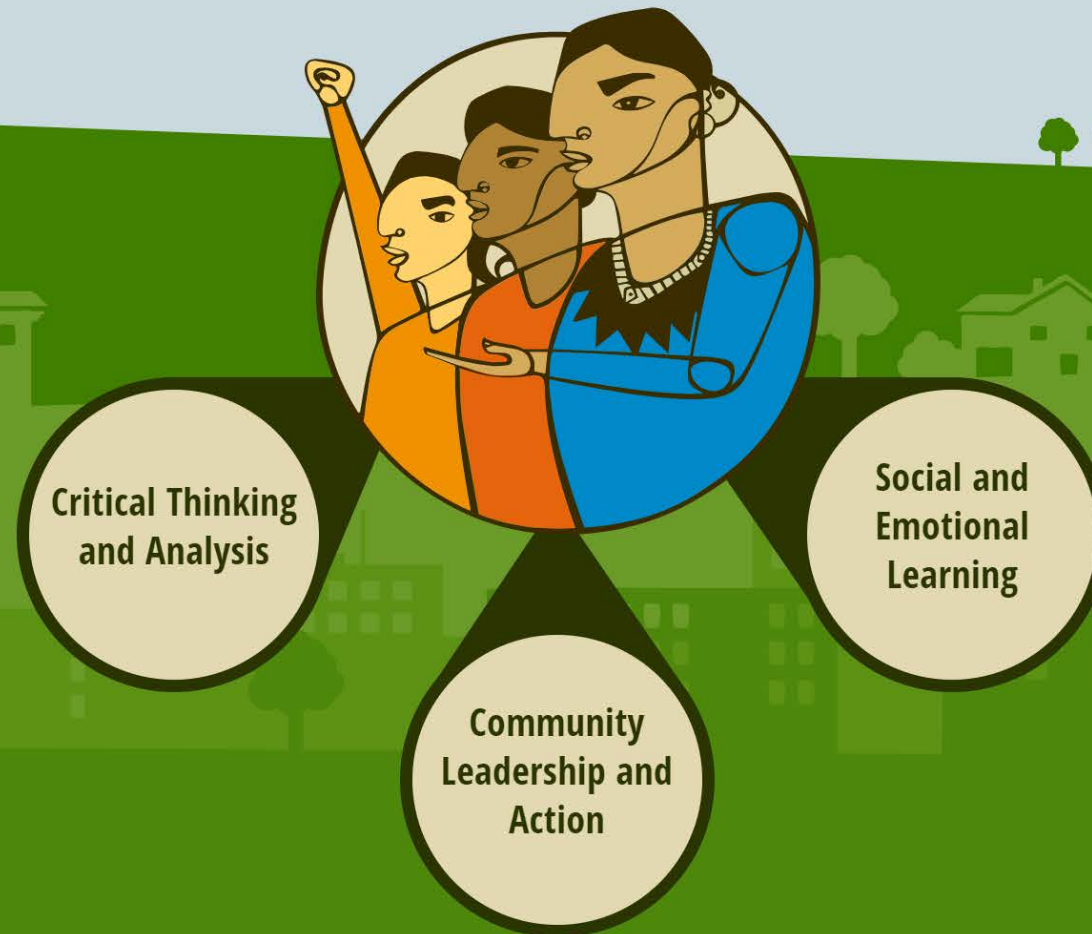 Critical Thinking
and Analysis
Community
Leadership and
Action
Social and
Emotional
Learning